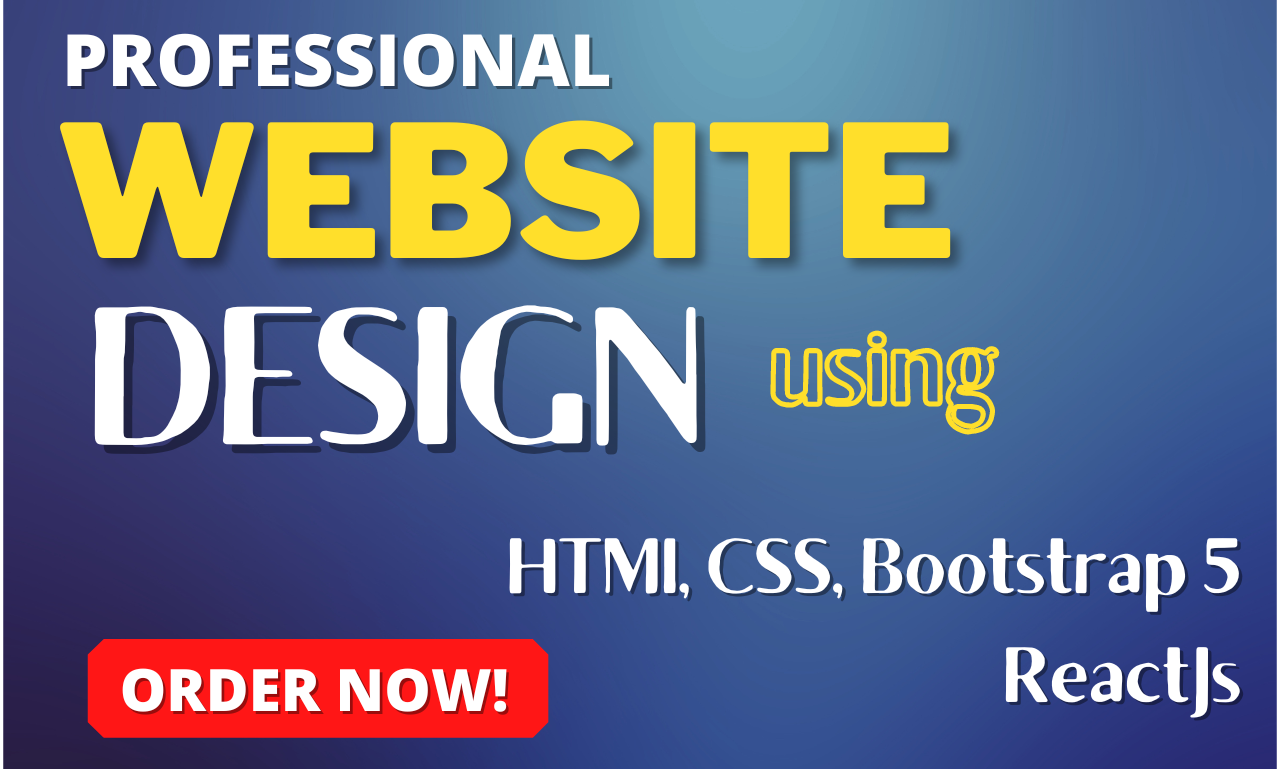 PROFESSIONAL
WEBSITE
DESIGN using
HTMl, CSS, Bootstrap 5
ReactJs
ORDER NOW!